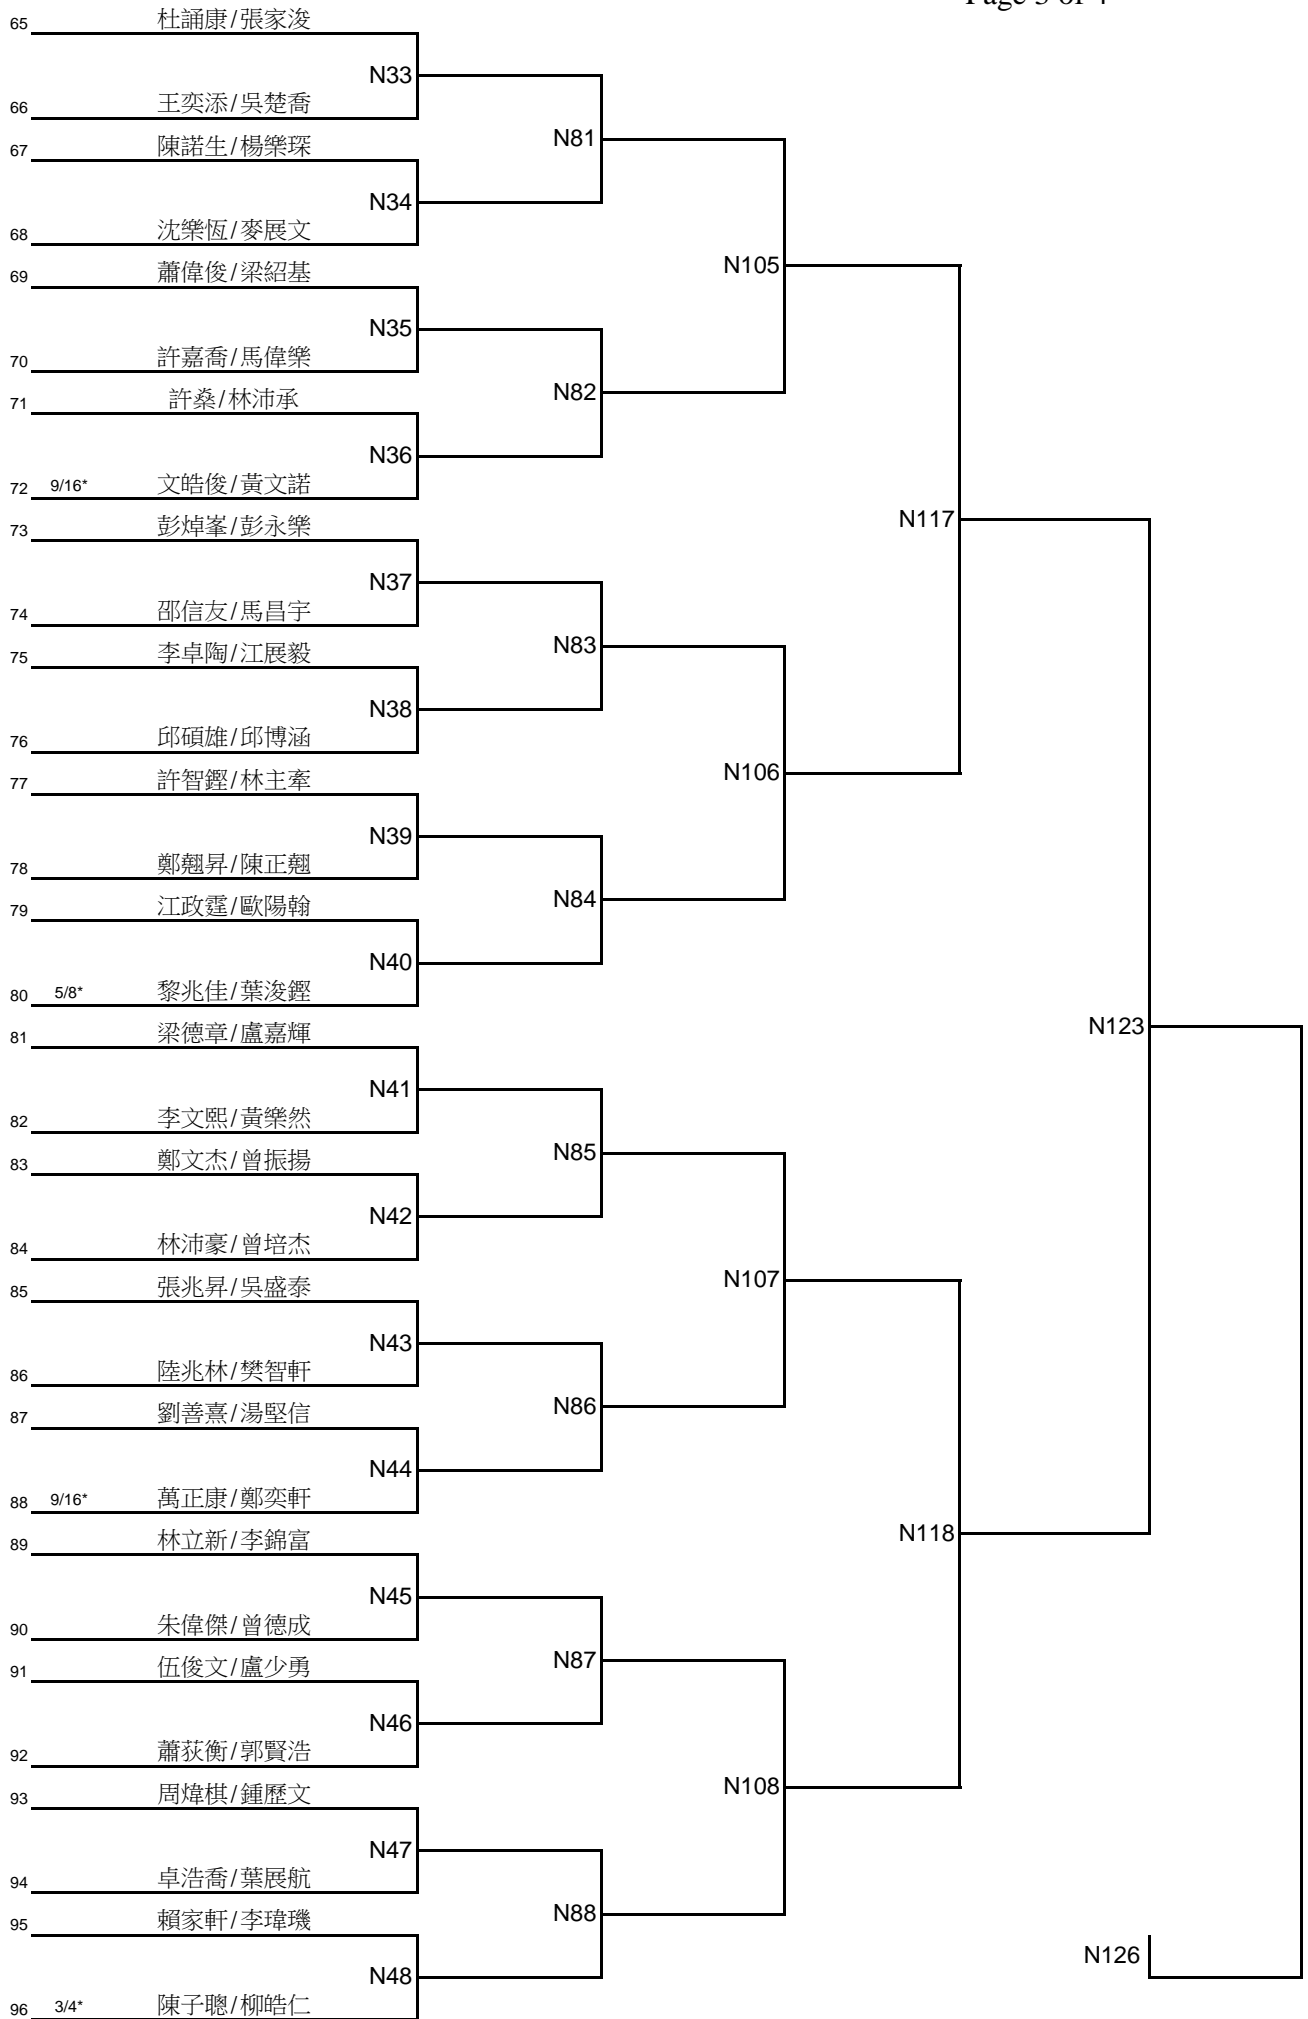 Page 3 of 4
65 杜誦康/張家浚
N33
66 王奕添/吳楚喬
N81
67 陳諾生/楊樂琛
N34
68 沈樂恆/麥展文
N105
69 蕭偉俊/梁紹基
N35
70 許嘉喬/馬偉樂
N82
71 許燊/林沛承
N36
72 9/16* 文皓俊/黃文諾
N117
73 彭焯峯/彭永樂
N37
74 邵信友/馬昌宇
N83
75 李卓陶/江展毅
N38
76 邱碩雄/邱博涵
N106
77 許智鏗/林主牽
N39
78 鄭翹昇/陳正翹
N84
79 江政霆/歐陽翰
N40
80 5/8* 黎兆佳/葉浚鏗
N123
81 梁德章/盧嘉輝
N41
82 李文熙/黃樂然
N85
83 鄭文杰/曾振揚
N42
84 林沛豪/曾培杰
N107
85 張兆昇/吳盛泰
N43
86 陸兆林/樊智軒
N86
87 劉善熹/湯堅信
N44
88 9/16* 萬正康/鄭奕軒
N118
89 林立新/李錦富
N45
90 朱偉傑/曾德成
N87
91 伍俊文/盧少勇
N46
92 蕭荻衡/郭賢浩
N108
93 周煒棋/鍾歷文
N47
94 卓浩喬/葉展航
N88
95 賴家軒/李瑋璣
N126
N48
96 3/4* 陳子聰/柳皓仁